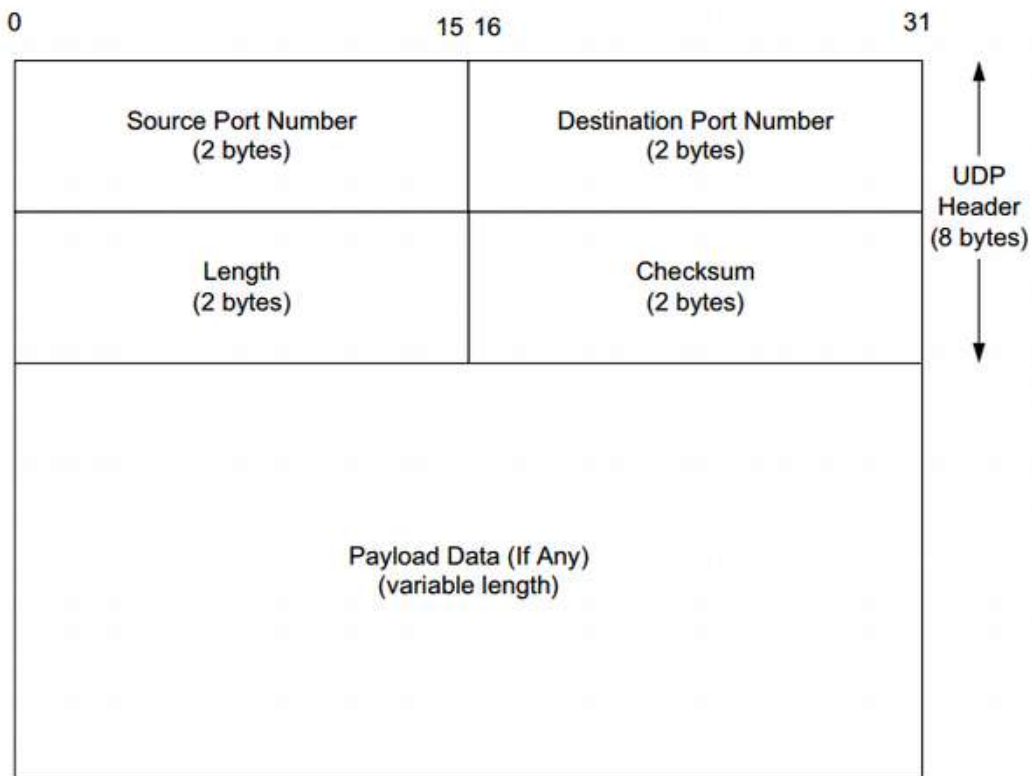 0 15 16 31
Source Port Number
(2 bytes)
Destination Port Number
(2 bytes)
UDP
Header
(8 bytes)
Length
(2 bytes)
Checksum
(2 bytes)
Payload Data (If Any)
(variable length)